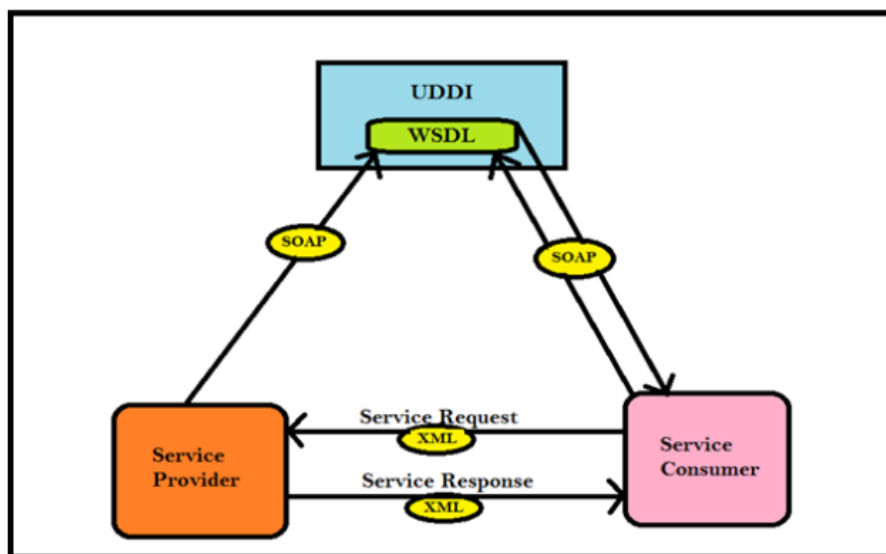 UDDI
WSDL
SOAP
SOAP
Service Request
XML
Service
Provider
Service
Consumer
Service Response
XML